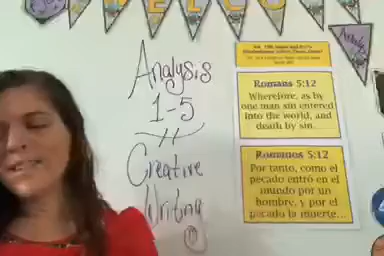 WELCO
Analysis
1-5
Creative
Writing
Romans 5:12
Wherefore, as by
one man sin entered
into the world, and
death by sin...
Romanos 5:12
Por tanto, como el
pecado entró en el
mundo por un
hombre, y por el
pecado la muerte...